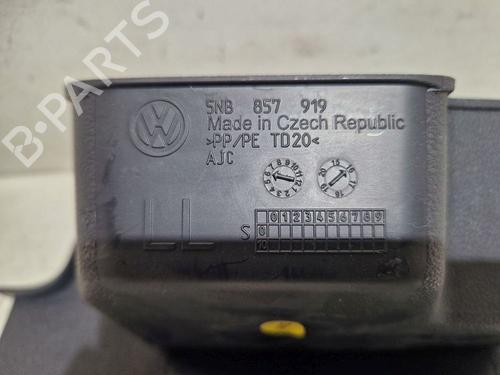 B-PARTS
5NB 857 919
Made in Czech Republic
>PP/PE TD20<
AJC
LL
S
0 1 2 3 4 5 6 7 8 9
0
10